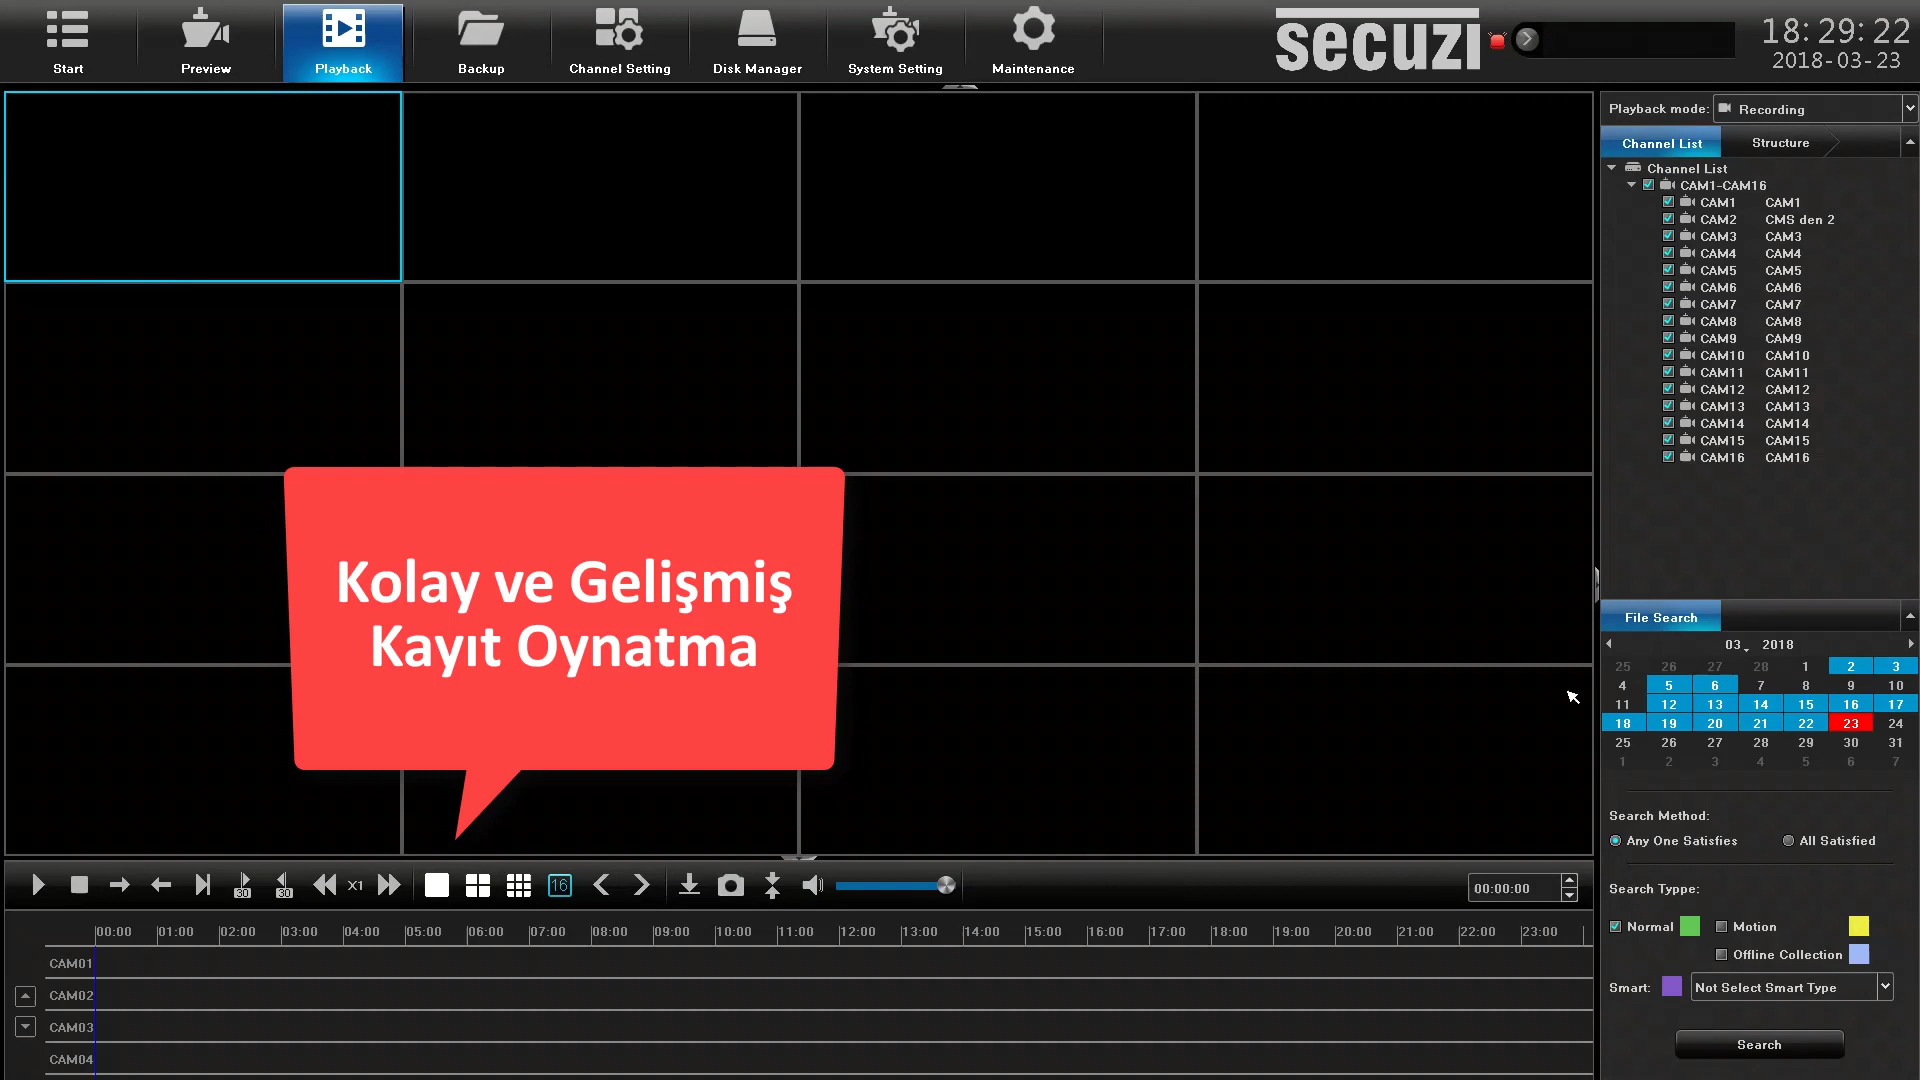 Start
Preview
Playback
Backup
Channel Setting
Disk Manager
System Setting
Maintenance
secuzi
18:29:22
2018-03-23
Playback mode: Recording
Channel List Structure
Channel List
CAM1-CAM16
CAM1 CAM1
CAM2 CMS den 2
CAM3 CAM3
CAM4 CAM4
CAM5 CAM5
CAM6 CAM6
CAM7 CAM7
CAM8 CAM8
CAM9 CAM9
CAM10 CAM10
CAM11 CAM11
CAM12 CAM12
CAM13 CAM13
CAM14 CAM14
CAM15 CAM15
CAM16 CAM16
Kolay ve Gelişmiş
Kayıt Oynatma
File Search
03 2018
25 26 27 28 1 2 3
4 5 6 7 8 9 10
11 12 13 14 15 16 17
18 19 20 21 22 23 24
25 26 27 28 29 30 31
1 2 3 4 5 6 7
Search Method:
Any One Satisfies All Satisfied
Search Typpe:
Normal Motion
Offline Collection
Smart: Not Select Smart Type
Search
30 30 X1 16 00:00:00
00:00 01:00 02:00 03:00 04:00 05:00 06:00 07:00 08:00 09:00 10:00 11:00 12:00 13:00 14:00 15:00 16:00 17:00 18:00 19:00 20:00 21:00 22:00 23:00
CAM01
CAM02
CAM03
CAM04